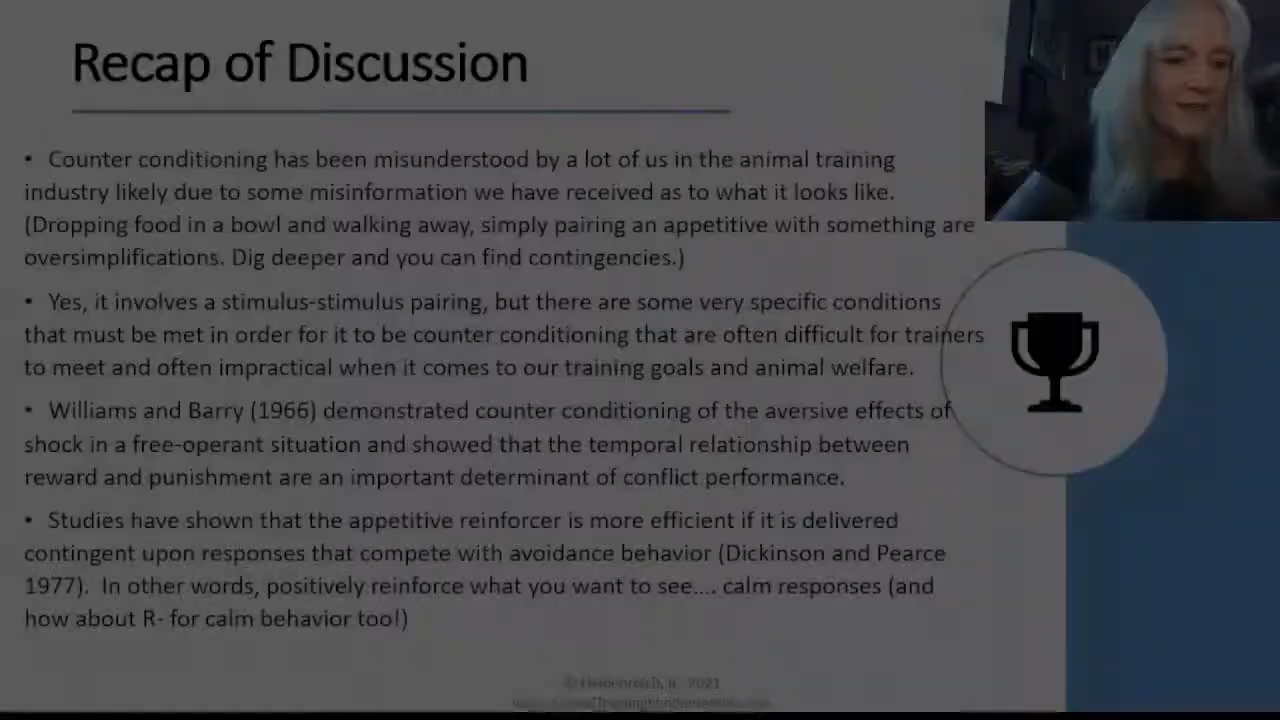 Recap of Discussion
• Counter conditioning has been misunderstood by a lot of us in the animal training
industry likely due to some misinformation we have received as to what it looks like.
(Dropping food in a bowl and walking away, simply pairing an appetitive with something are
oversimplifications. Dig deeper and you can find contingencies.)
• Yes, it involves a stimulus-stimulus pairing, but there are some very specific conditions
that must be met in order for it to be counter conditioning that are often difficult for trainers
to meet and often impractical when it comes to our training goals and animal welfare.
• Williams and Barry (1966) demonstrated counter conditioning of the aversive effects of
shock in a free-operant situation and showed that the temporal relationship between
reward and punishment are an important determinant of conflict performance.
• Studies have shown that the appetitive reinforcer is more efficient if it is delivered
contingent upon responses that compete with avoidance behavior (Dickinson and Pearce
1977). In other words, positively reinforce what you want to see.... calm responses (and
how about R- for calm behavior too!)
© Heidenreich, B. 2021